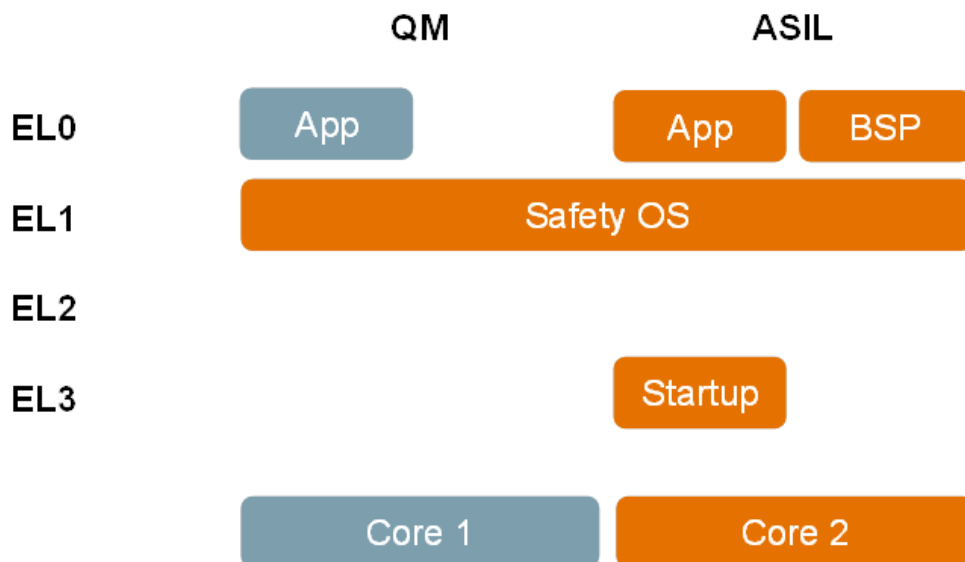 QM ASIL
EL0 App App BSP
EL1 Safety OS
EL2
EL3 Startup
Core 1 Core 2